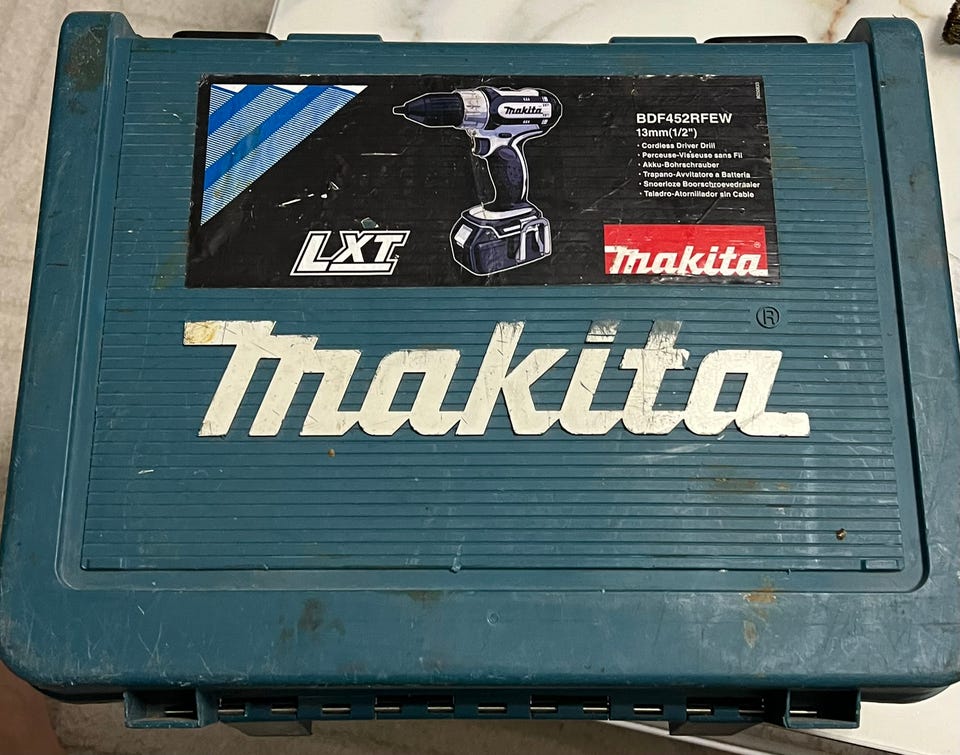 makita
BDF452RFEW
13mm(1/2")
· Cordless Driver Drill
· Perceuse-Visseuse sans Fil
· Akku-Bohrschrauber
· Trapano-Avvitatore a Batteria
· Snoerloze Boorschroevedraaier
· Taladro-Atornillador sin Cable
LXT
makita®
makita®